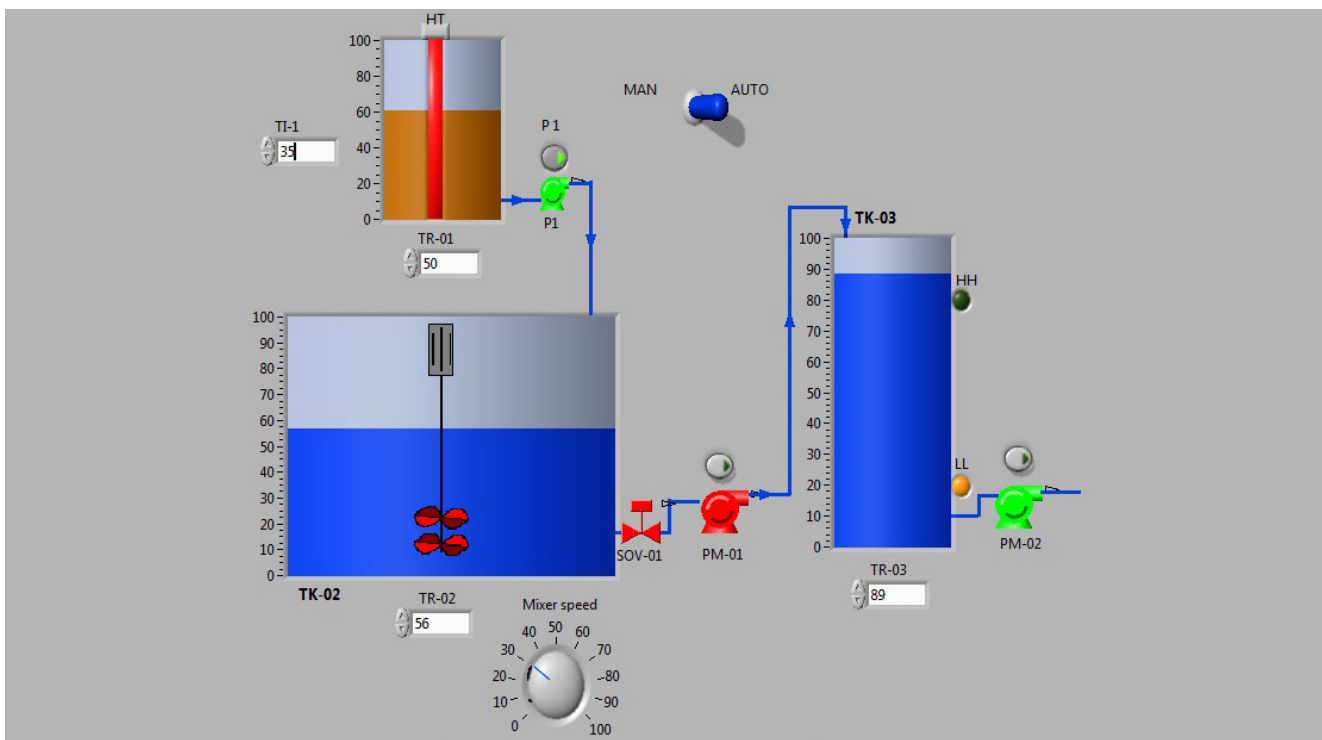 HT
100
80
60
40
20
0
TI-1
35
P 1
P1
TR-01
50
MAN
AUTO
100
90
80
70
60
50
40
30
20
10
0
TK-02
TR-02
56
SOV-01
PM-01
Mixer speed
0
10
20
30
40
50
60
70
80
90
100
TK-03
100
90
80
70
60
50
40
30
20
10
0
HH
LL
PM-02
TR-03
89